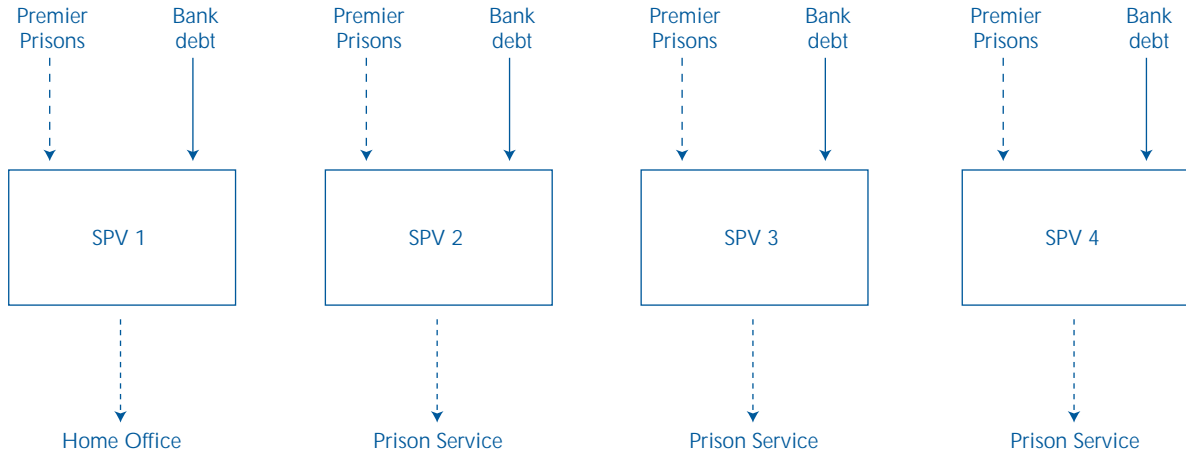 Premier
Prisons
Bank
debt
Premier
Prisons
Bank
debt
Premier
Prisons
Bank
debt
Premier
Prisons
Bank
debt
SPV 1
SPV 2
SPV 3
SPV 4
Home Office
Prison Service
Prison Service
Prison Service